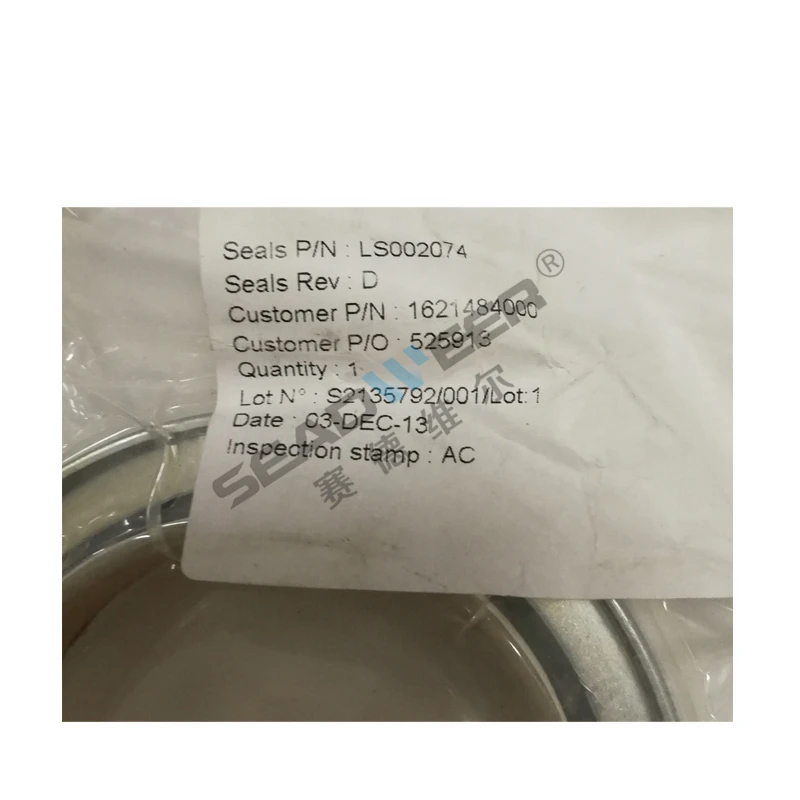 Seals P/N : LS002074
Seals Rev : D
Customer P/N : 1621484000
Customer P/O : 525913
Quantity : 1
Lot N° : S2135792/001/Lot:1
Date : 03-DEC-13
Inspection stamp : AC
SEADWEER®
赛德维尔